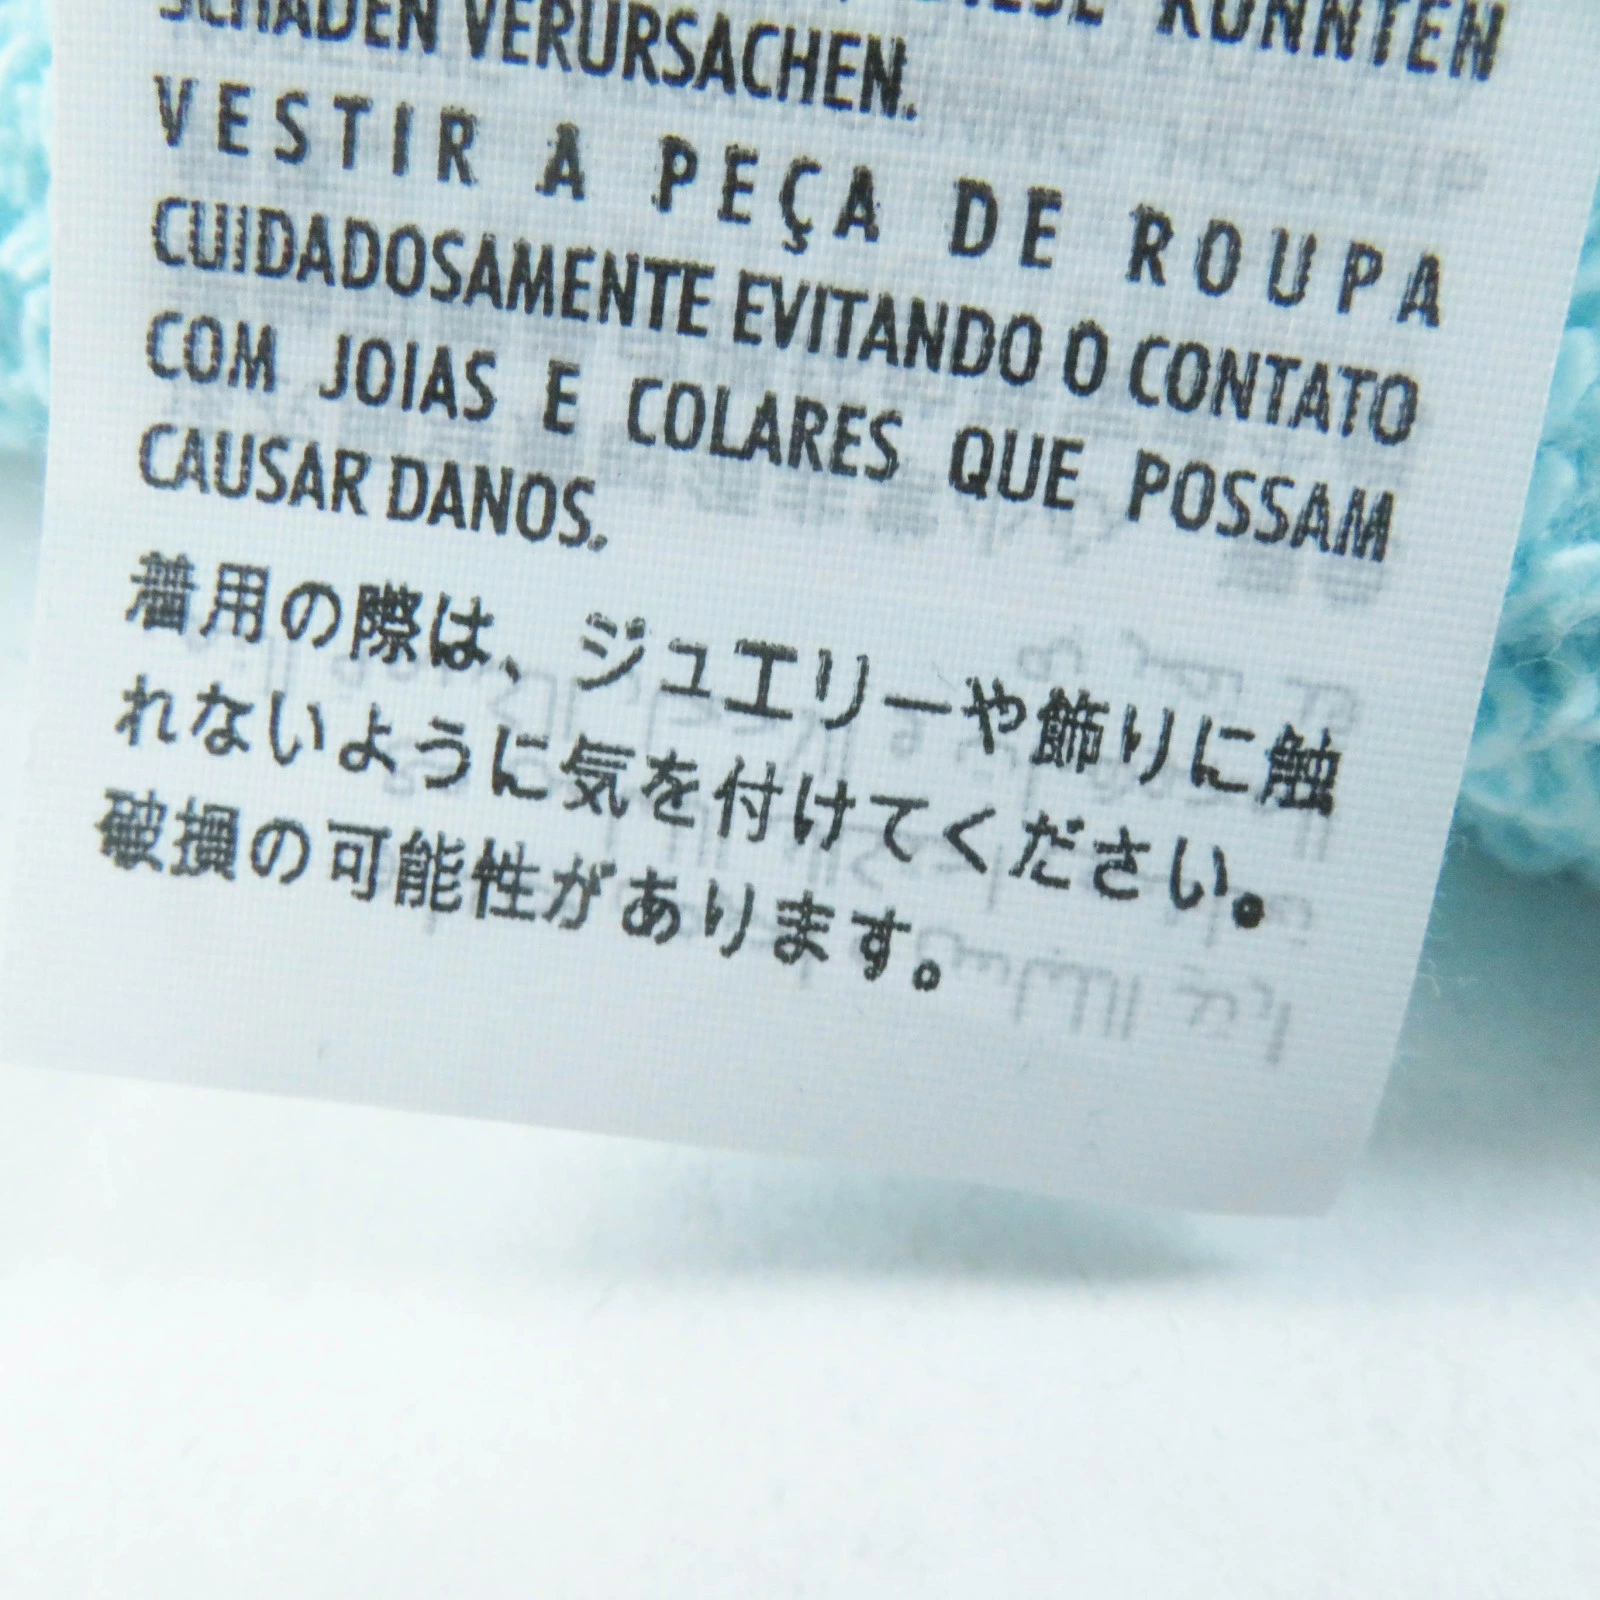 KÖNNTEN
SCHÄDEN VERURSACHEN.
VESTIR A PEÇA DE ROUPA
CUIDADOSAMENTE EVITANDO O CONTATO
COM JOIAS E COLARES QUE POSSAM
CAUSAR DANOS.
着用の際は、ジュエリーや飾りに触
れないように気を付けてください。
破損の可能性があります。